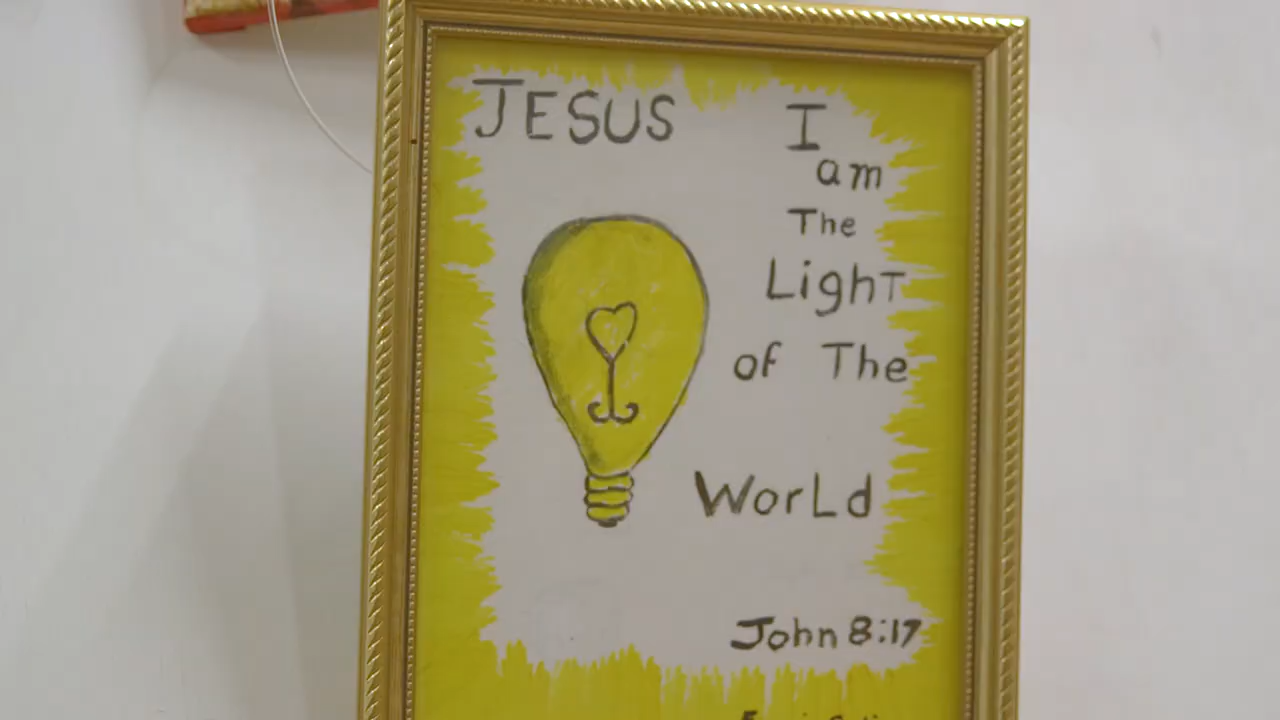 JESUS
I
am
The
Light
of The
World
John 8:17